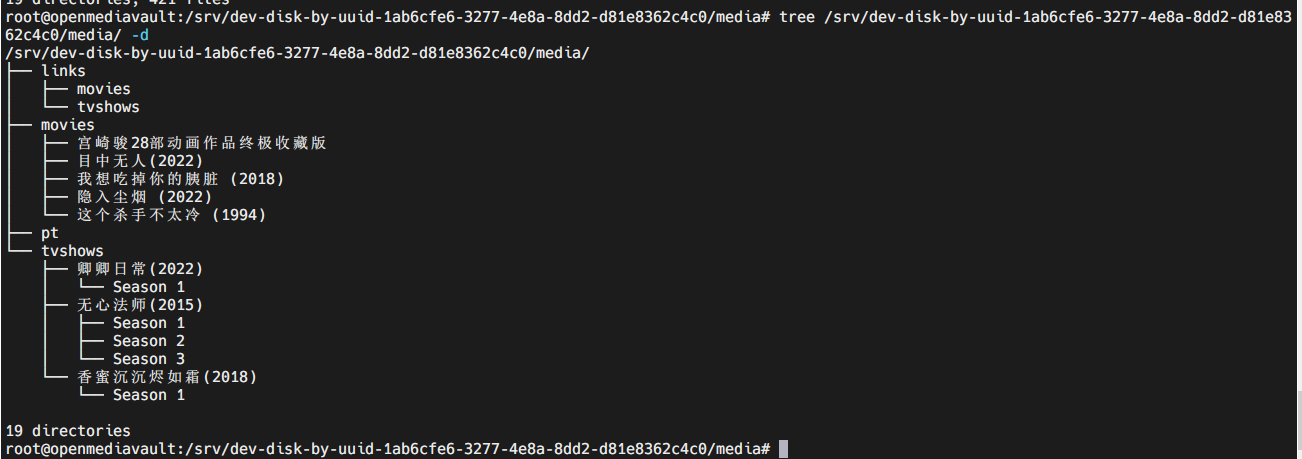 19 directories, 421 files
root@openmediavault:/srv/dev-disk-by-uuid-1ab6cfe6-3277-4e8a-8dd2-d81e8362c4c0/media# tree /srv/dev-disk-by-uuid-1ab6cfe6-3277-4e8a-8dd2-d81e83
62c4c0/media/ -d
/srv/dev-disk-by-uuid-1ab6cfe6-3277-4e8a-8dd2-d81e8362c4c0/media/
├── links
│   ├── movies
│   └── tvshows
├── movies
│   ├── 宫崎骏28部动画作品终极收藏版
│   ├── 目中无人(2022)
│   ├── 我想吃掉你的胰脏 (2018)
│   ├── 隐入尘烟 (2022)
│   └── 这个杀手不太冷 (1994)
├── pt
└── tvshows
    ├── 卿卿日常(2022)
    │   └── Season 1
    ├── 无心法师(2015)
    │   ├── Season 1
    │   ├── Season 2
    │   └── Season 3
    └── 香蜜沉沉烬如霜(2018)
        └── Season 1
19 directories
root@openmediavault:/srv/dev-disk-by-uuid-1ab6cfe6-3277-4e8a-8dd2-d81e8362c4c0/media#